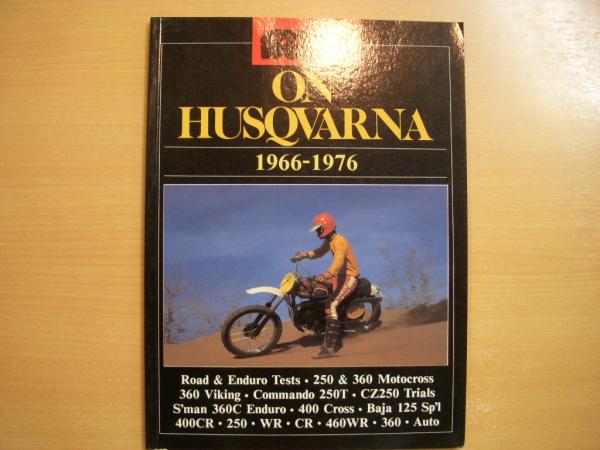 ON
HUSQVARNA
1966-1976
Road & Enduro Tests • 250 & 360 Motocross
360 Viking • Commando 250T • CZ250 Trials
S'man 360C Enduro • 400 Cross • Baja 125 Sp'l
400CR • 250 • WR • CR • 460WR • 360 • Auto